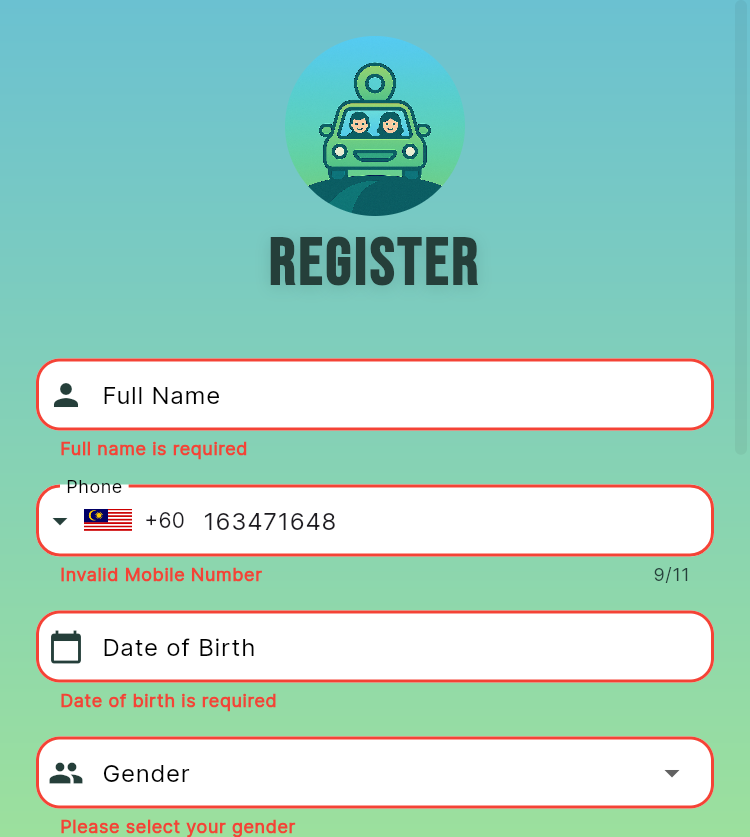 REGISTER
Full Name
Full name is required
Phone
+60 163471648
Invalid Mobile Number 9/11
Date of Birth
Date of birth is required
Gender
Please select your gender